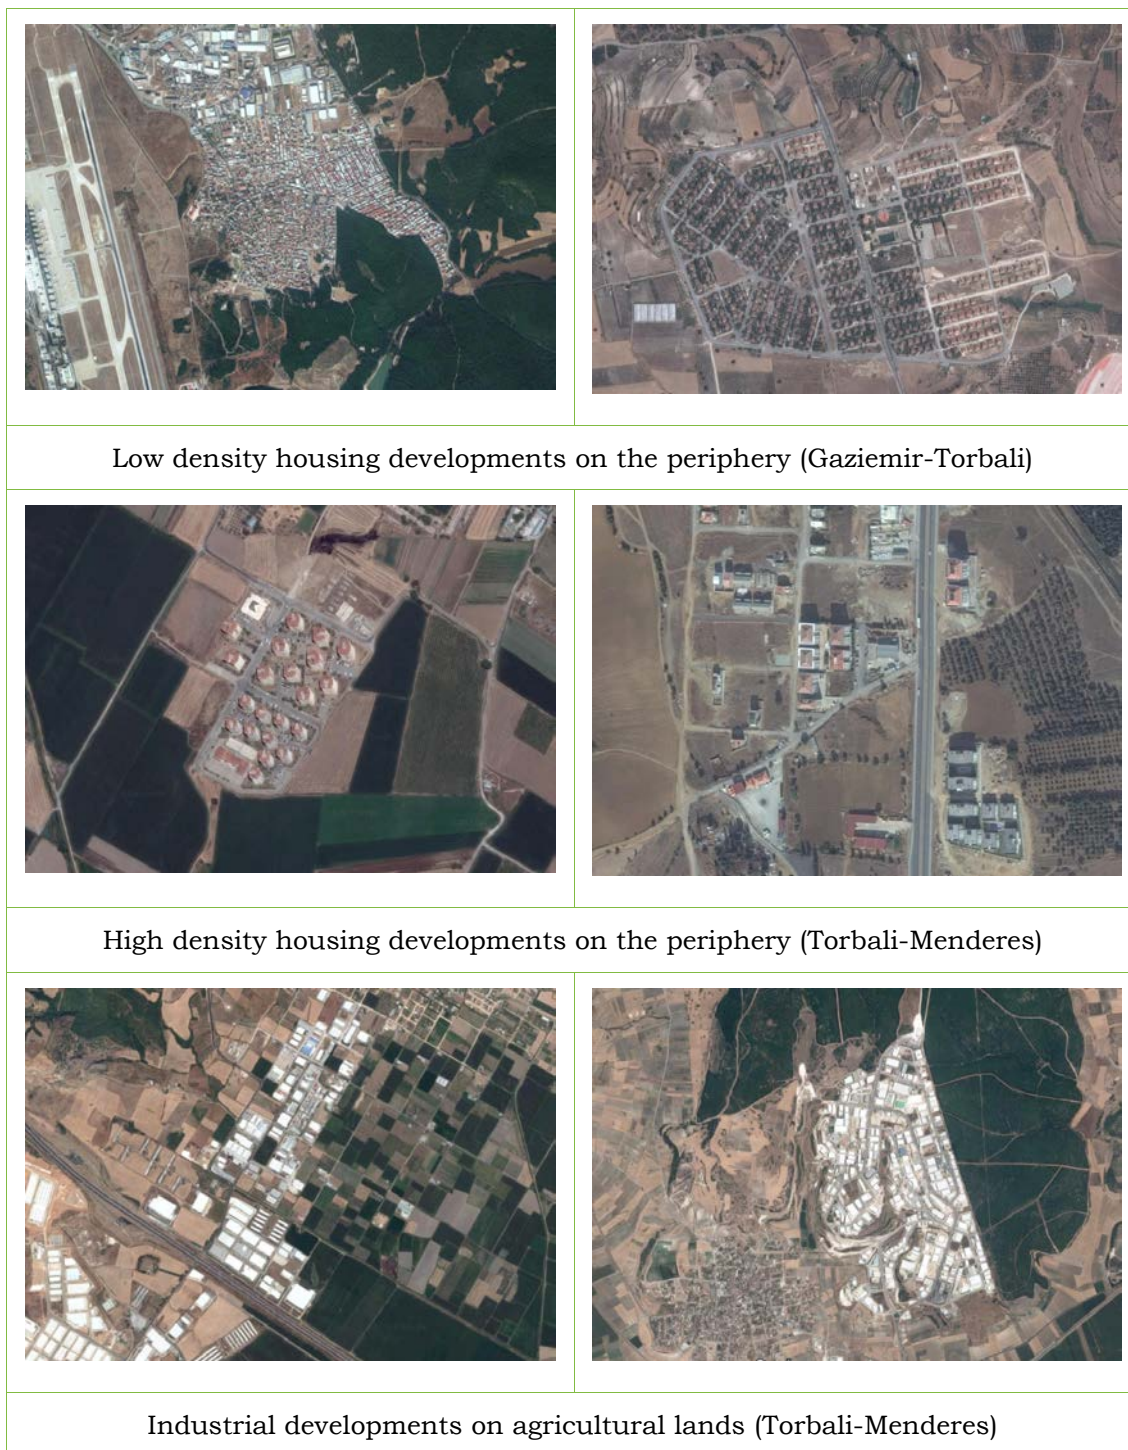 Low density housing developments on the periphery (Gaziemir-Torbali)
High density housing developments on the periphery (Torbali-Menderes)
Industrial developments on agricultural lands (Torbali-Menderes)